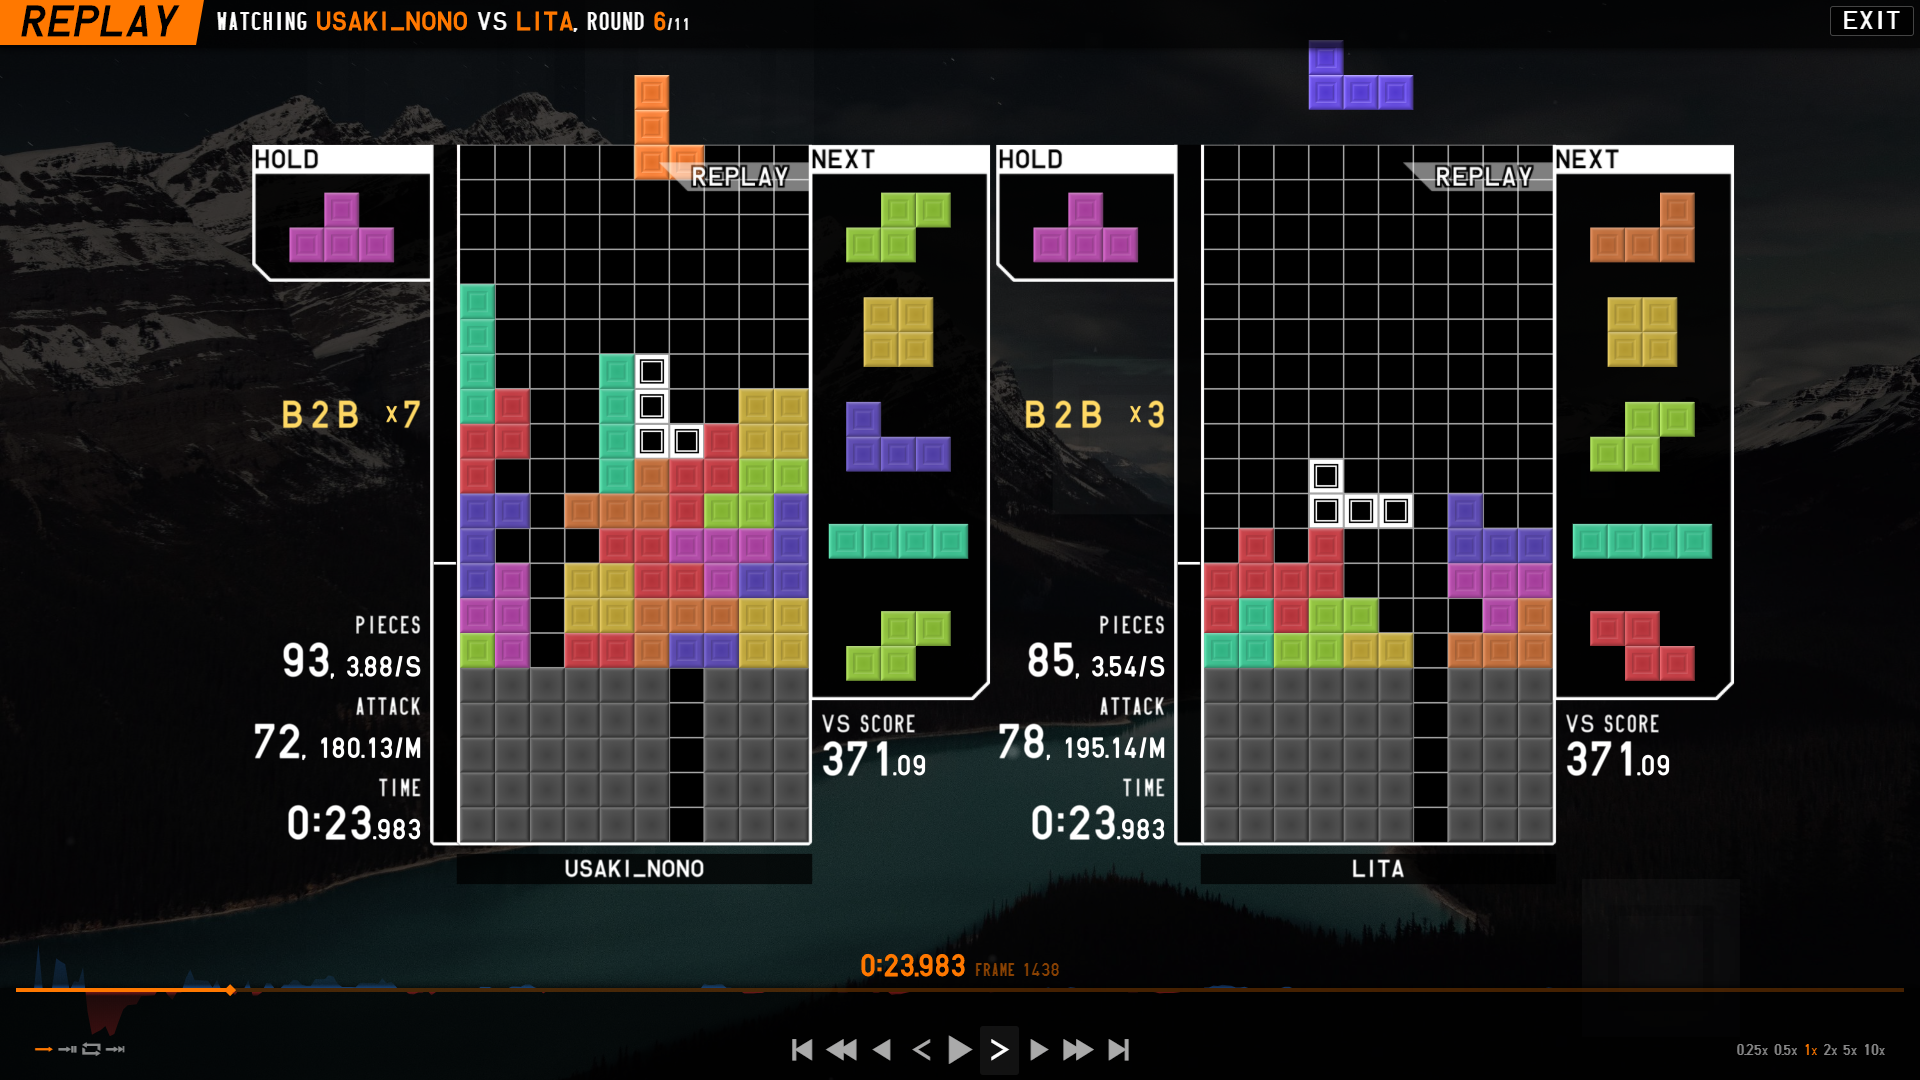 REPLAY WATCHING USAKI_NONO VS LITA, ROUND 6/11 EXIT
HOLD
REPLAY
NEXT
B2B x7
PIECES
93, 3.88/S
ATTACK
72, 180.13/M
TIME
0:23.983
VS SCORE
371.09
USAKI_NONO
HOLD
REPLAY
NEXT
B2B x3
PIECES
85, 3.54/S
ATTACK
78, 195.14/M
TIME
0:23.983
VS SCORE
371.09
LITA
0:23.983 FRAME 1438
0.25x 0.5x 1x 2x 5x 10x